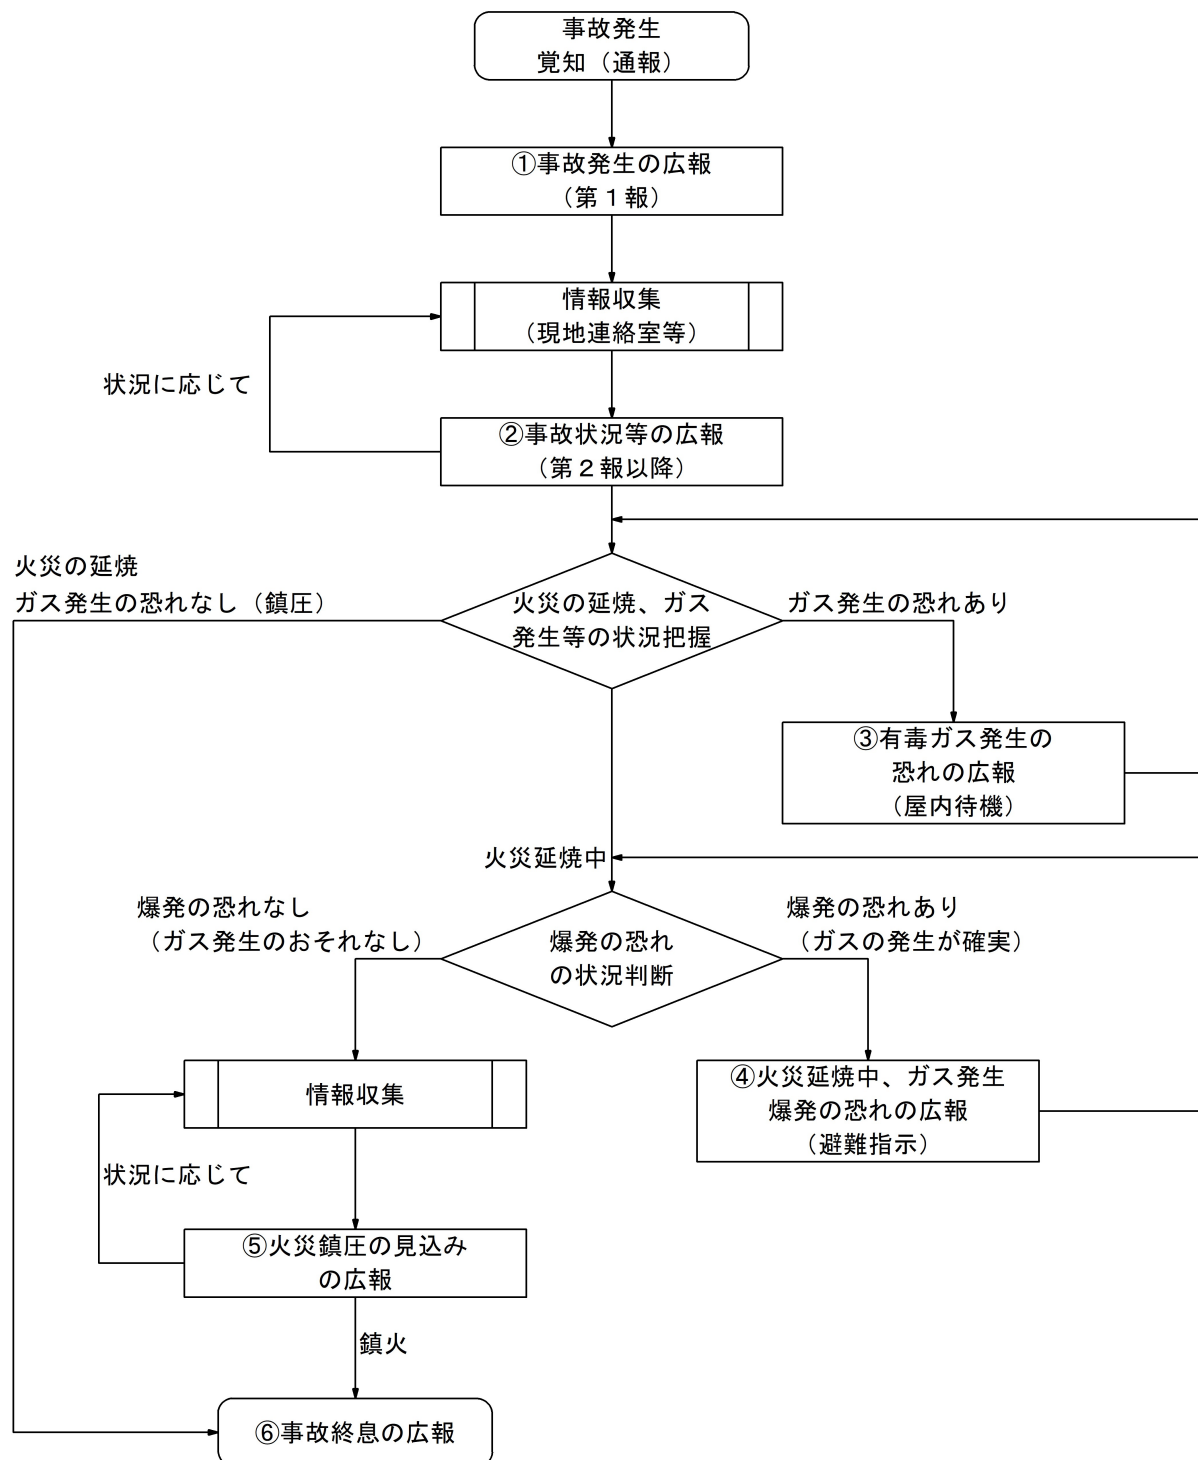 事故発生
覚知（通報）
①事故発生の広報
（第１報）
情報収集
（現地連絡室等）
状況に応じて
②事故状況等の広報
（第２報以降）
火災の延焼
ガス発生の恐れなし（鎮圧）
火災の延焼、ガス
発生等の状況把握
ガス発生の恐れあり
③有毒ガス発生の
恐れの広報
（屋内待機）
火災延焼中
爆発の恐れなし
（ガス発生のおそれなし）
爆発の恐れ
の状況判断
爆発の恐れあり
（ガスの発生が確実）
情報収集
④火災延焼中、ガス発生
爆発の恐れの広報
（避難指示）
状況に応じて
⑤火災鎮圧の見込み
の広報
鎮火
⑥事故終息の広報